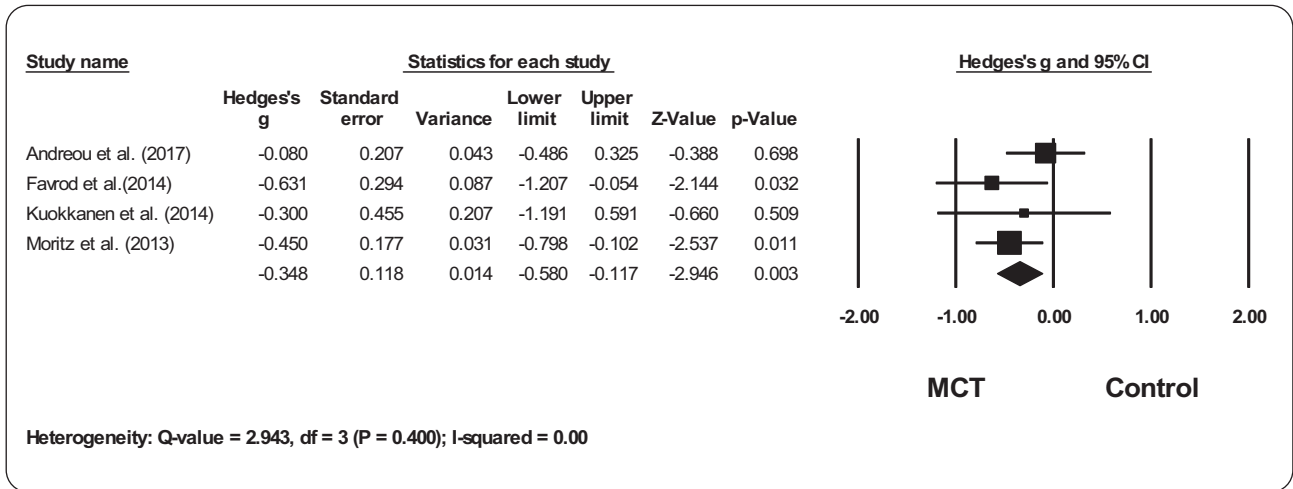 Study name Statistics for each study Hedges's g and 95% CI
Hedges's Standard Lower Upper
g error Variance limit limit Z-Value p-Value
Andreou et al. (2017) -0.080 0.207 0.043 -0.486 0.325 -0.388 0.698
Favrod et al.(2014) -0.631 0.294 0.087 -1.207 -0.054 -2.144 0.032
Kuokkanen et al. (2014) -0.300 0.455 0.207 -1.191 0.591 -0.660 0.509
Moritz et al. (2013) -0.450 0.177 0.031 -0.798 -0.102 -2.537 0.011
-0.348 0.118 0.014 -0.580 -0.117 -2.946 0.003
-2.00 -1.00 0.00 1.00 2.00
MCT Control
Heterogeneity: Q-value = 2.943, df = 3 (P = 0.400); I-squared = 0.00